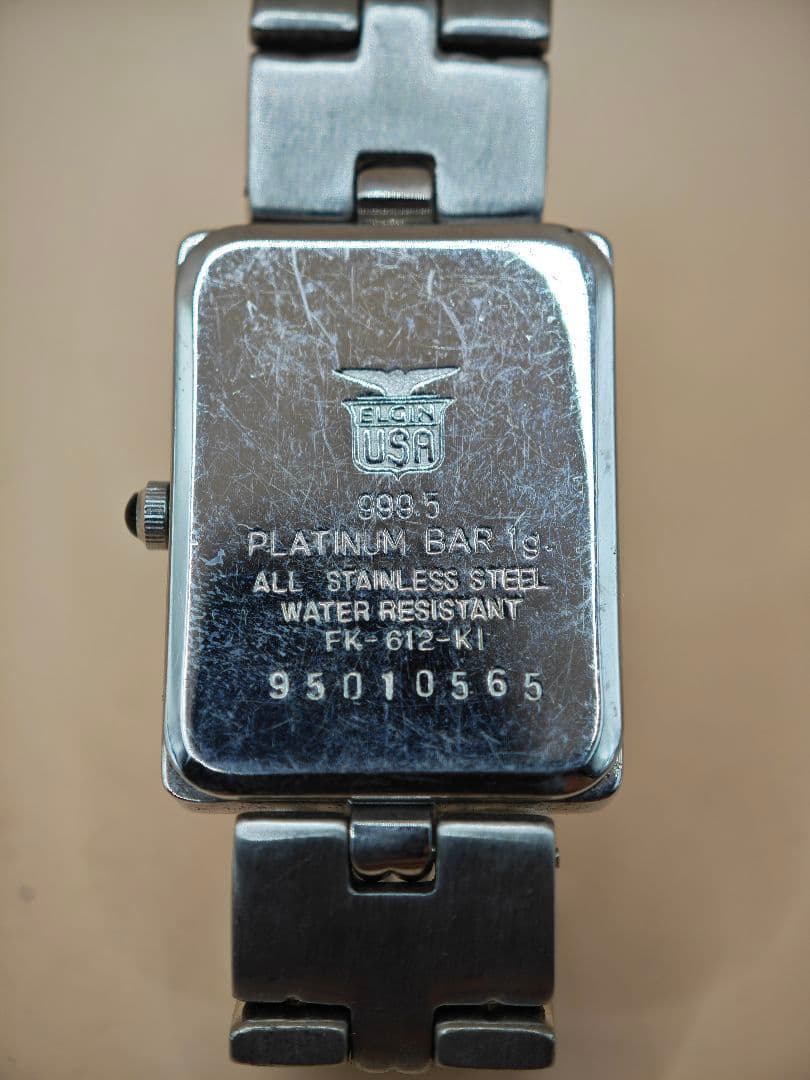 ELGIN
USA
999.5
PLATINUM BAR 1g.
ALL STAINLESS STEEL
WATER RESISTANT
FK-612-KI
95010565